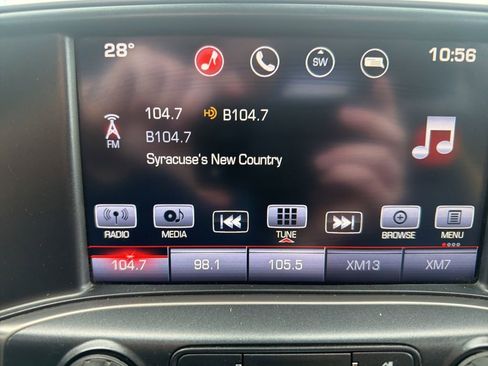 28° SW 10:56
104.7 HD B104.7
FM B104.7
Syracuse's New Country
RADIO MEDIA TUNE BROWSE MENU
104.7 98.1 105.5 XM13 XM7